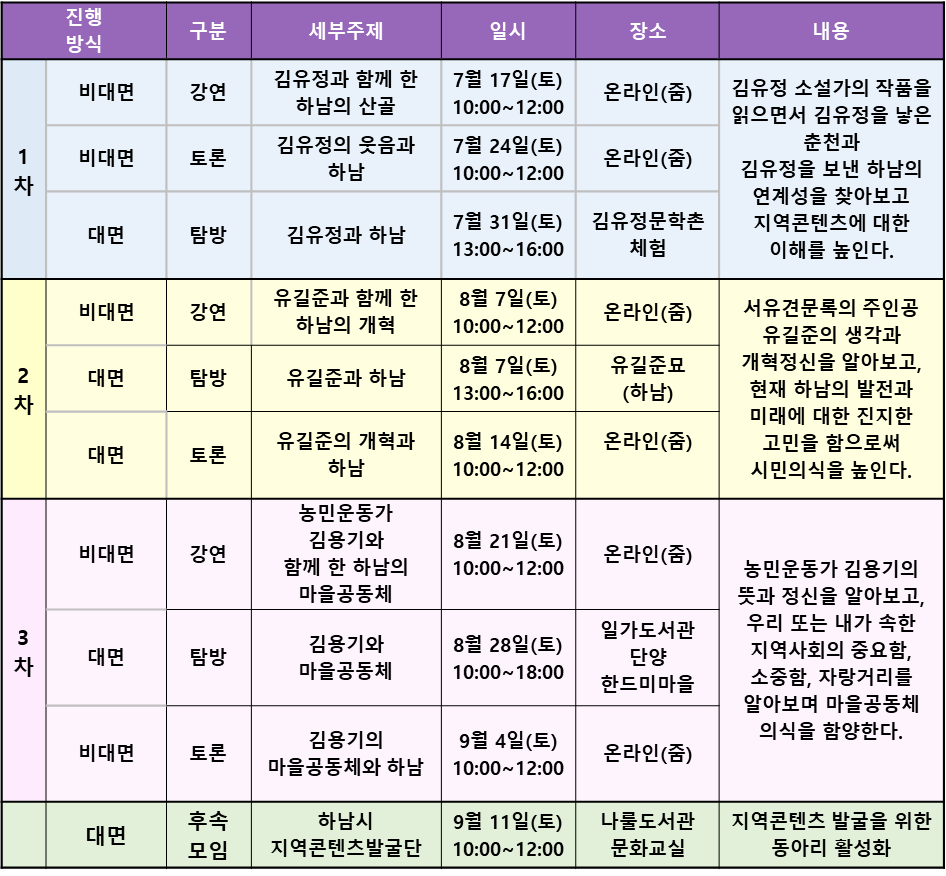 진행
방식
구분
세부주제
일시
장소
내용
1
차
비대면
강연
김유정과 함께 한
하남의 산골
7월 17일(토)
10:00~12:00
온라인(줌)
김유정 소설가의 작품을
읽으면서 김유정을 낳은
춘천과
김유정을 보낸 하남의
연계성을 찾아보고
지역콘텐츠에 대한
이해를 높인다.
비대면
토론
김유정의 웃음과
하남
7월 24일(토)
10:00~12:00
온라인(줌)
대면
탐방
김유정과 하남
7월 31일(토)
13:00~16:00
김유정문학촌
체험
2
차
비대면
강연
유길준과 함께 한
하남의 개혁
8월 7일(토)
10:00~12:00
온라인(줌)
서유견문록의 주인공
유길준의 생각과
개혁정신을 알아보고,
현재 하남의 발전과
미래에 대한 진지한
고민을 함으로써
시민의식을 높인다.
대면
탐방
유길준과 하남
8월 7일(토)
13:00~16:00
유길준묘
(하남)
대면
토론
유길준의 개혁과
하남
8월 14일(토)
10:00~12:00
온라인(줌)
3
차
비대면
강연
농민운동가
김용기와
함께 한 하남의
마을공동체
8월 21일(토)
10:00~12:00
온라인(줌)
농민운동가 김용기의
뜻과 정신을 알아보고,
우리 또는 내가 속한
지역사회의 중요함,
소중함, 자랑거리를
알아보며 마을공동체
의식을 함양한다.
대면
탐방
김용기와
마을공동체
8월 28일(토)
10:00~18:00
일가도서관
단양
한드미마을
비대면
토론
김용기의
마을공동체와 하남
9월 4일(토)
10:00~12:00
온라인(줌)
대면
후속
모임
하남시
지역콘텐츠발굴단
9월 11일(토)
10:00~12:00
나룰도서관
문화교실
지역콘텐츠 발굴을 위한
동아리 활성화